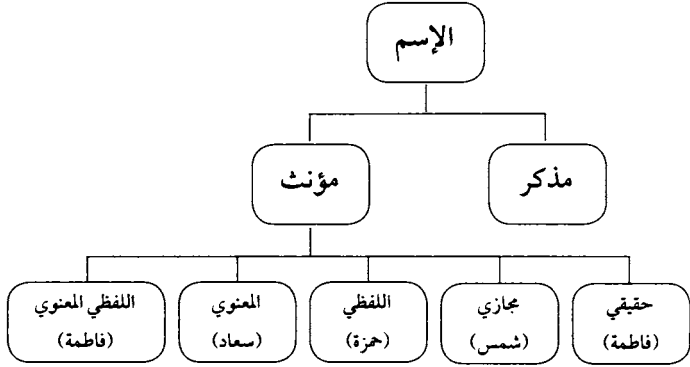 الإسم
مذكر
مؤنث
حقيقي
(فاطمة)
مجازي
(شمس)
اللفظي
(حمزة)
المعنوي
(سعاد)
اللفظي المعنوي
(فاطمة)